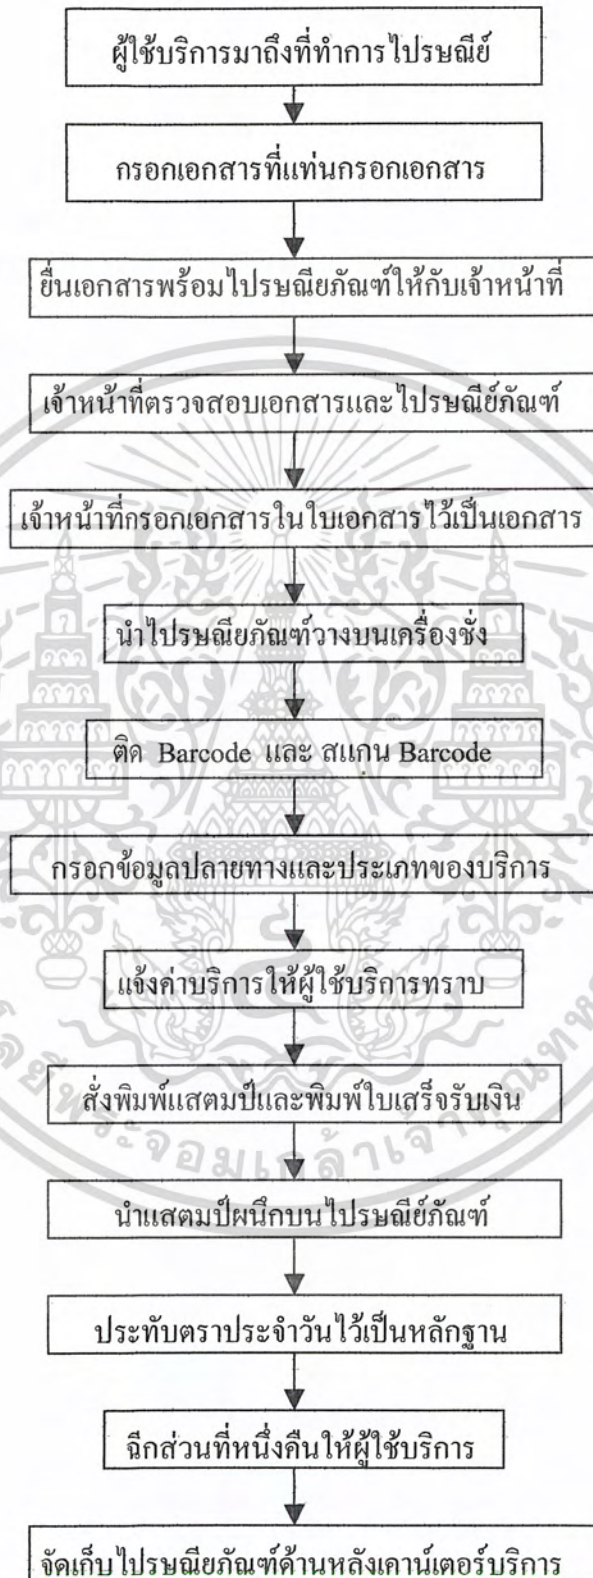 ผู้ใช้บริการมาถึงที่ทำการไปรษณีย์
กรอกเอกสารที่แท่นกรอกเอกสาร
ยื่นเอกสารพร้อมไปรษณียภัณฑ์ให้กับเจ้าหน้าที่
เจ้าหน้าที่ตรวจสอบเอกสารและไปรษณีย์ภัณฑ์
เจ้าหน้าที่กรอกเอกสารในใบเอกสารไว้เป็นเอกสาร
นำไปรษณียภัณฑ์วางบนเครื่องชั่ง
ติด Barcode และ สแกน Barcode
กรอกข้อมูลปลายทางและประเภทของบริการ
แจ้งค่าบริการให้ผู้ใช้บริการทราบ
สั่งพิมพ์แสตมป์และพิมพ์ใบเสร็จรับเงิน
นำแสตมป์ผนึกบนไปรษณีย์ภัณฑ์
ประทับตราประจำวันไว้เป็นหลักฐาน
ฉีกส่วนที่หนึ่งคืนให้ผู้ใช้บริการ
จัดเก็บไปรษณียภัณฑ์ด้านหลังเคาน์เตอร์บริการ